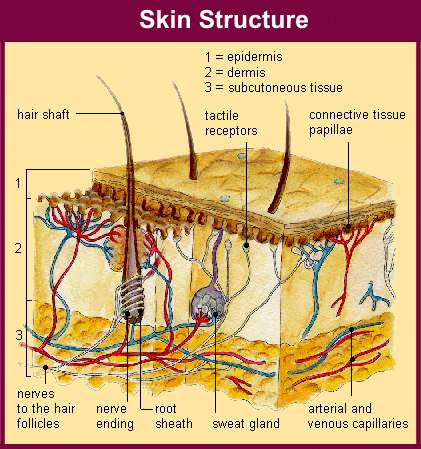 Skin Structure
1 = epidermis
2 = dermis
3 = subcutoneous tissue
hair shaft
tactile
receptors
connective tissue
papillae
1
2
3
nerves
to the hair
follicles
nerve
ending
root
sheath
sweat gland
arterial and
venous capillaries